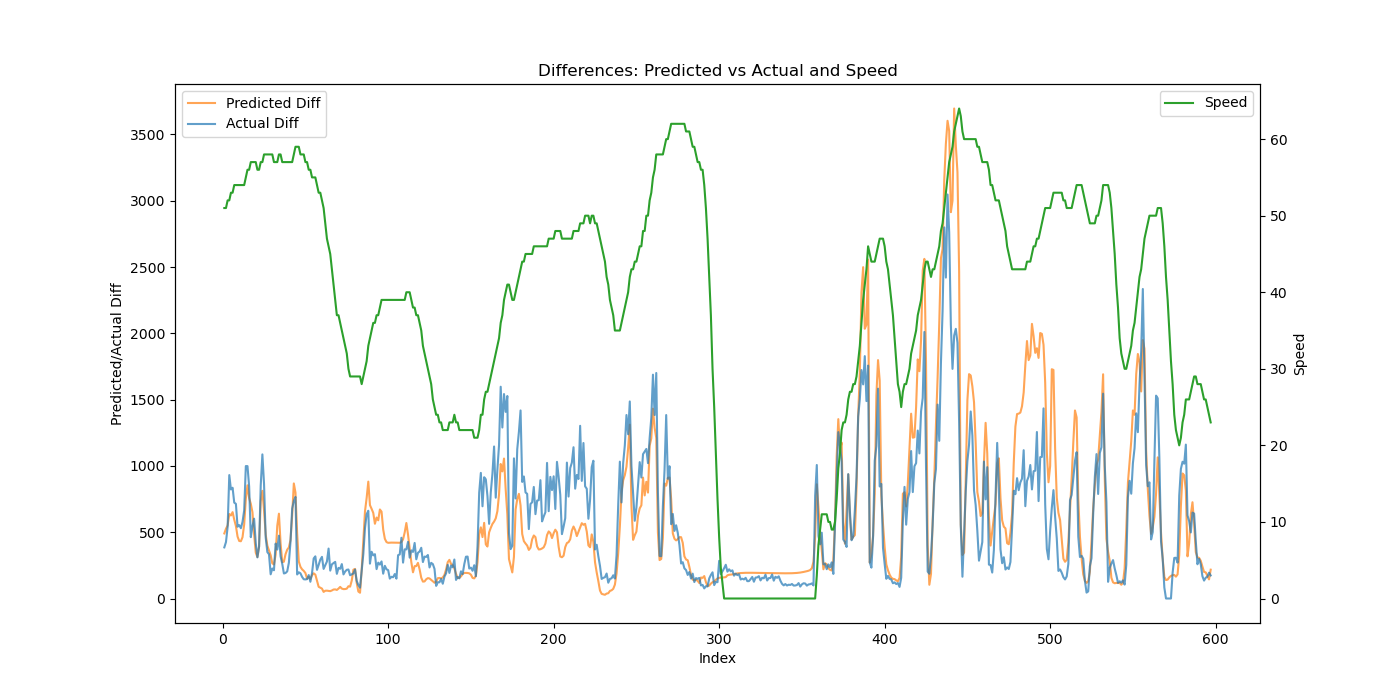 Differences: Predicted vs Actual and Speed
Predicted Diff
Actual Diff
Speed
3500
3000
2500
2000
1500
1000
500
0
Predicted/Actual Diff
60
50
40
30
20
10
0
Speed
0 100 200 300 400 500 600
Index